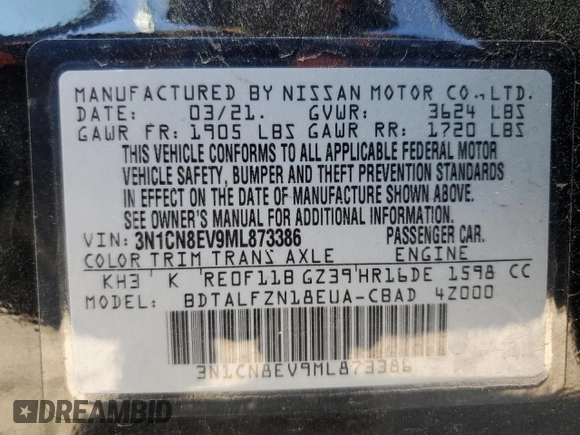 MANUFACTURED BY NISSAN MOTOR CO.,LTD.
DATE: 03/21. GVWR: 3624 LBS
GAWR FR: 1905 LBS GAWR RR: 1720 LBS
THIS VEHICLE CONFORMS TO ALL APPLICABLE FEDERAL MOTOR
VEHICLE SAFETY, BUMPER AND THEFT PREVENTION STANDARDS
IN EFFECT ON THE DATE OF MANUFACTURE SHOWN ABOVE.
SEE OWNER'S MANUAL FOR ADDITIONAL INFORMATION.
VIN: 3N1CN8EV9ML873386 PASSENGER CAR.
COLOR TRIM TRANS AXLE ENGINE
KH3 K RE0F11B GZ39 HR16DE 1598 CC
MODEL: BDTALFZN18EUA-CBAD 4Z000
3N1CN8EV9ML873386
DREAMBID